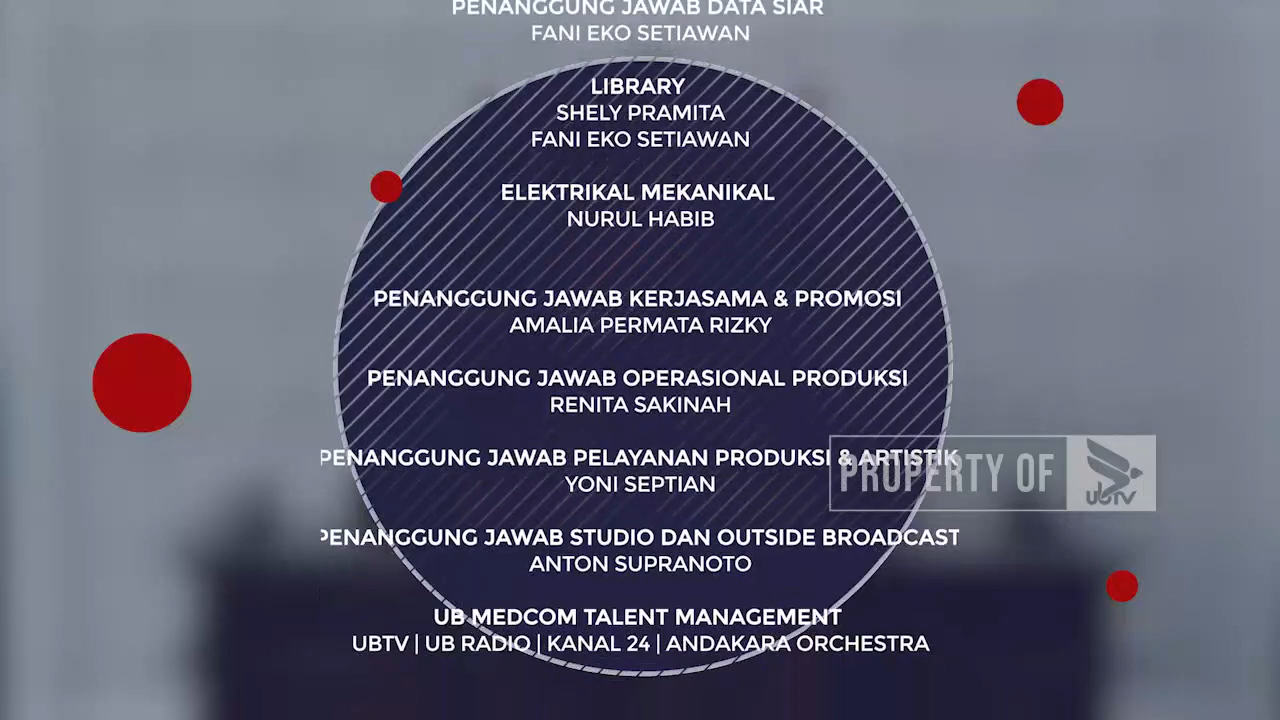 PENANGGUNG JAWAB DATA SIAR
FANI EKO SETIAWAN
LIBRARY
SHELY PRAMITA
FANI EKO SETIAWAN
ELEKTRIKAL MEKANIKAL
NURUL HABIB
PENANGGUNG JAWAB KERJASAMA & PROMOSI
AMALIA PERMATA RIZKY
PENANGGUNG JAWAB OPERASIONAL PRODUKSI
RENITA SAKINAH
PENANGGUNG JAWAB PELAYANAN PRODUKSI & ARTISTIK
YONI SEPTIAN
PROPERTY OF UBTV
PENANGGUNG JAWAB STUDIO DAN OUTSIDE BROADCAST
ANTON SUPRANOTO
UB MEDCOM TALENT MANAGEMENT
UBTV | UB RADIO | KANAL 24 | ANDAKARA ORCHESTRA